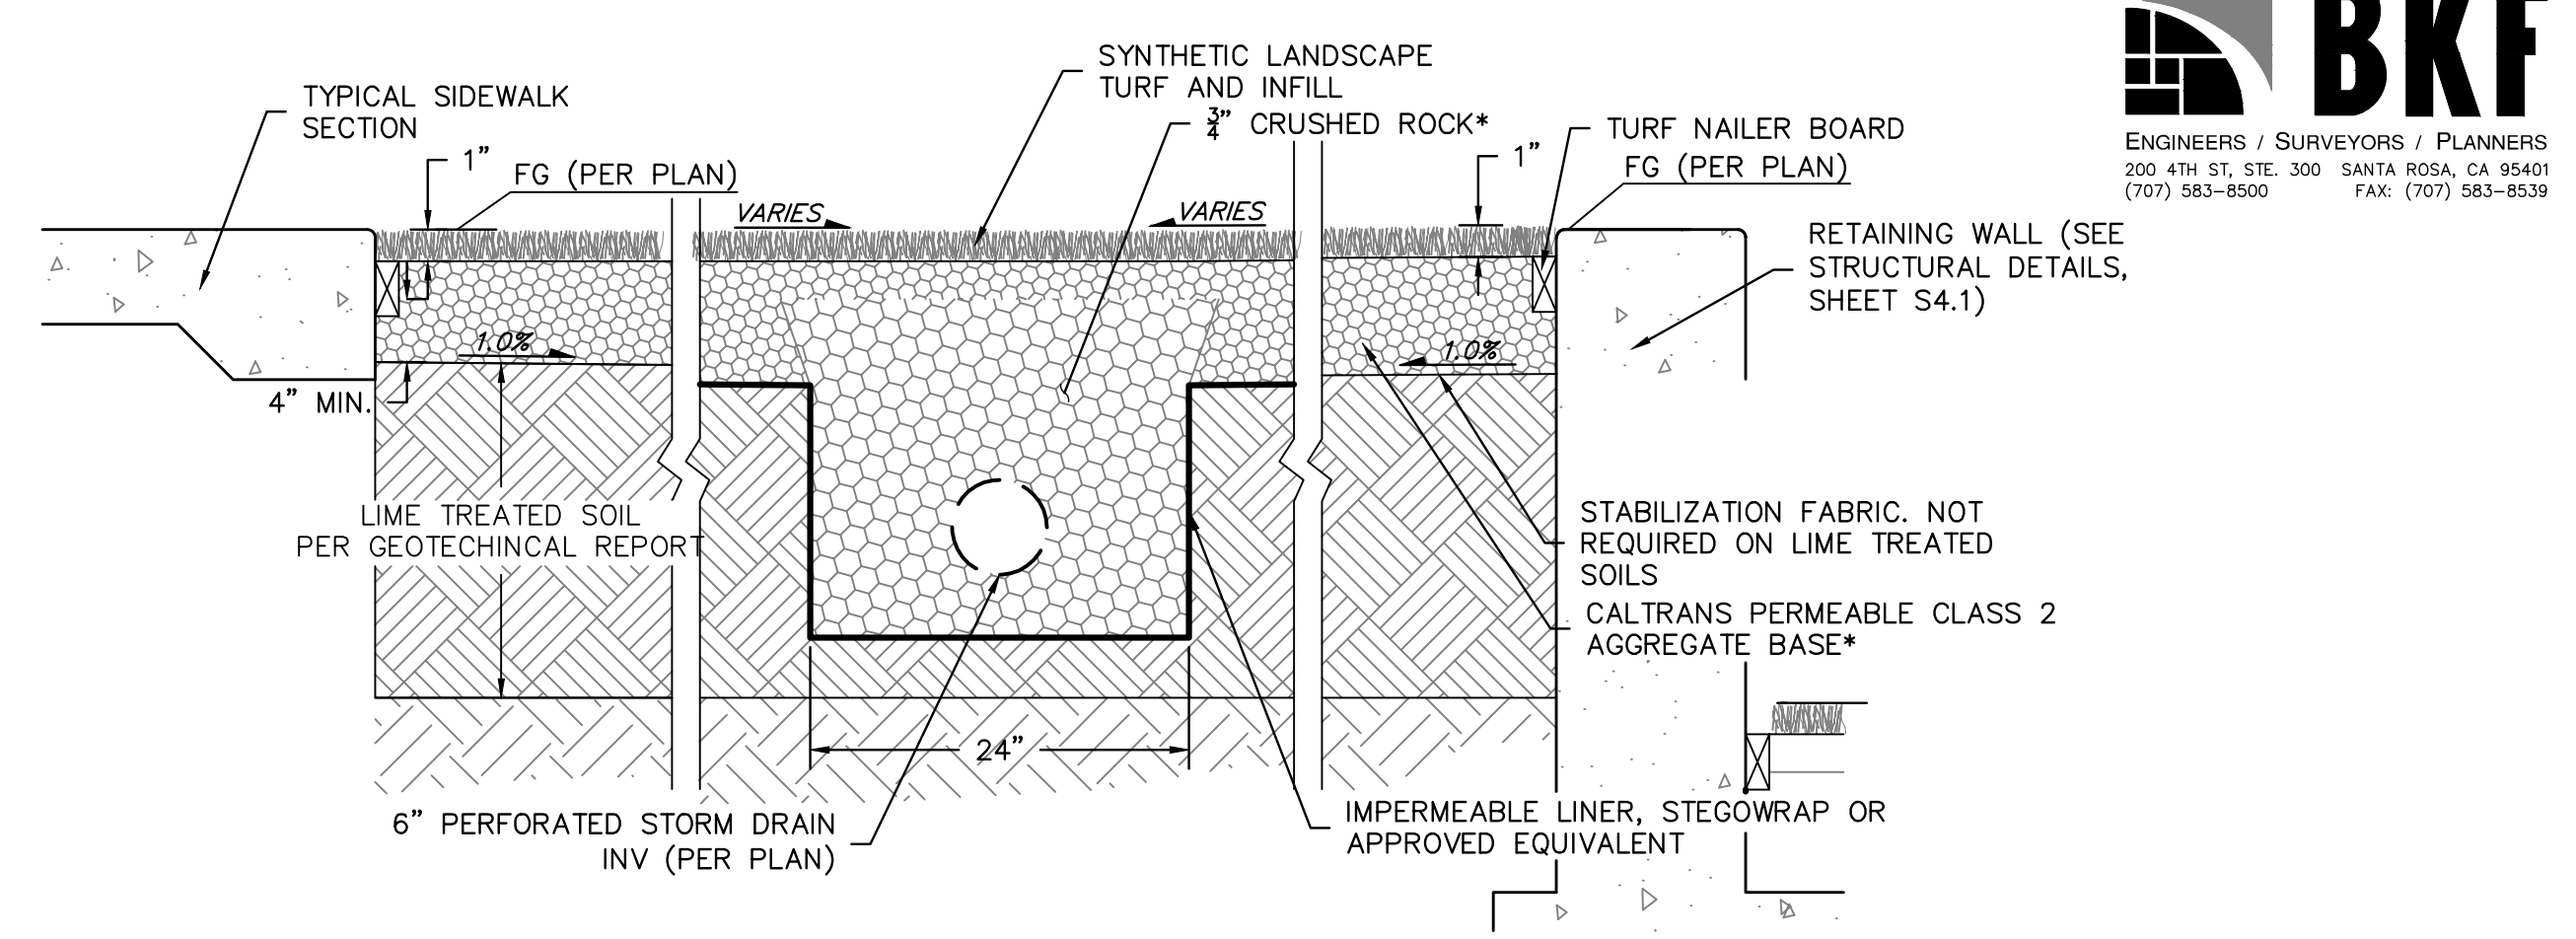 SYNTHETIC LANDSCAPE
TURF AND INFILL
¾" CRUSHED ROCK*
TYPICAL SIDEWALK
SECTION
1"
FG (PER PLAN)
VARIES
VARIES
1"
TURF NAILER BOARD
FG (PER PLAN)
BKF
ENGINEERS / SURVEYORS / PLANNERS
200 4TH ST, STE. 300 SANTA ROSA, CA 95401
(707) 583-8500 FAX: (707) 583-8539
RETAINING WALL (SEE
STRUCTURAL DETAILS,
SHEET S4.1)
1.0%
1.0%
4" MIN.
LIME TREATED SOIL
PER GEOTECHINCAL REPORT
STABILIZATION FABRIC. NOT
REQUIRED ON LIME TREATED
SOILS
CALTRANS PERMEABLE CLASS 2
AGGREGATE BASE*
24"
6" PERFORATED STORM DRAIN
INV (PER PLAN)
IMPERMEABLE LINER, STEGOWRAP OR
APPROVED EQUIVALENT